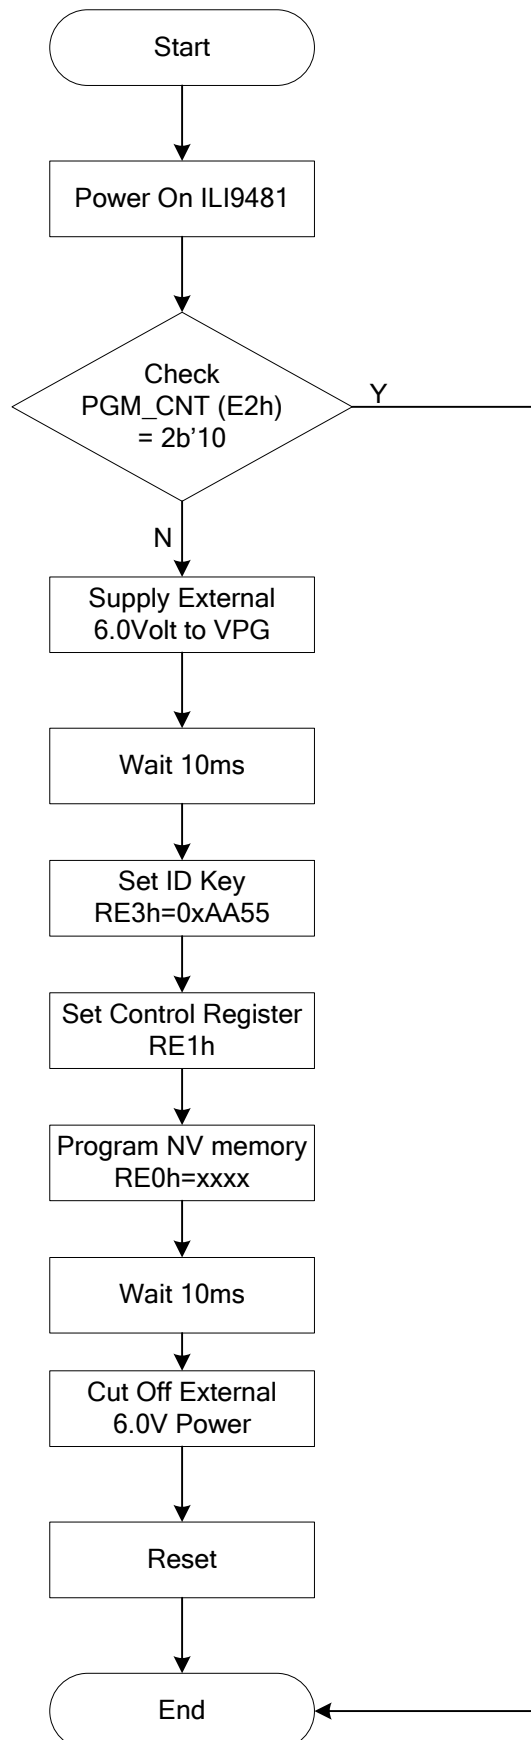 Start
Power On ILI9481
Check
PGM_CNT (E2h)
= 2b’10
Y
N
Supply External
6.0Volt to VPG
Wait 10ms
Set ID Key
RE3h=0xAA55
Set Control Register
RE1h
Program NV memory
RE0h=xxxx
Wait 10ms
Cut Off External
6.0V Power
Reset
End